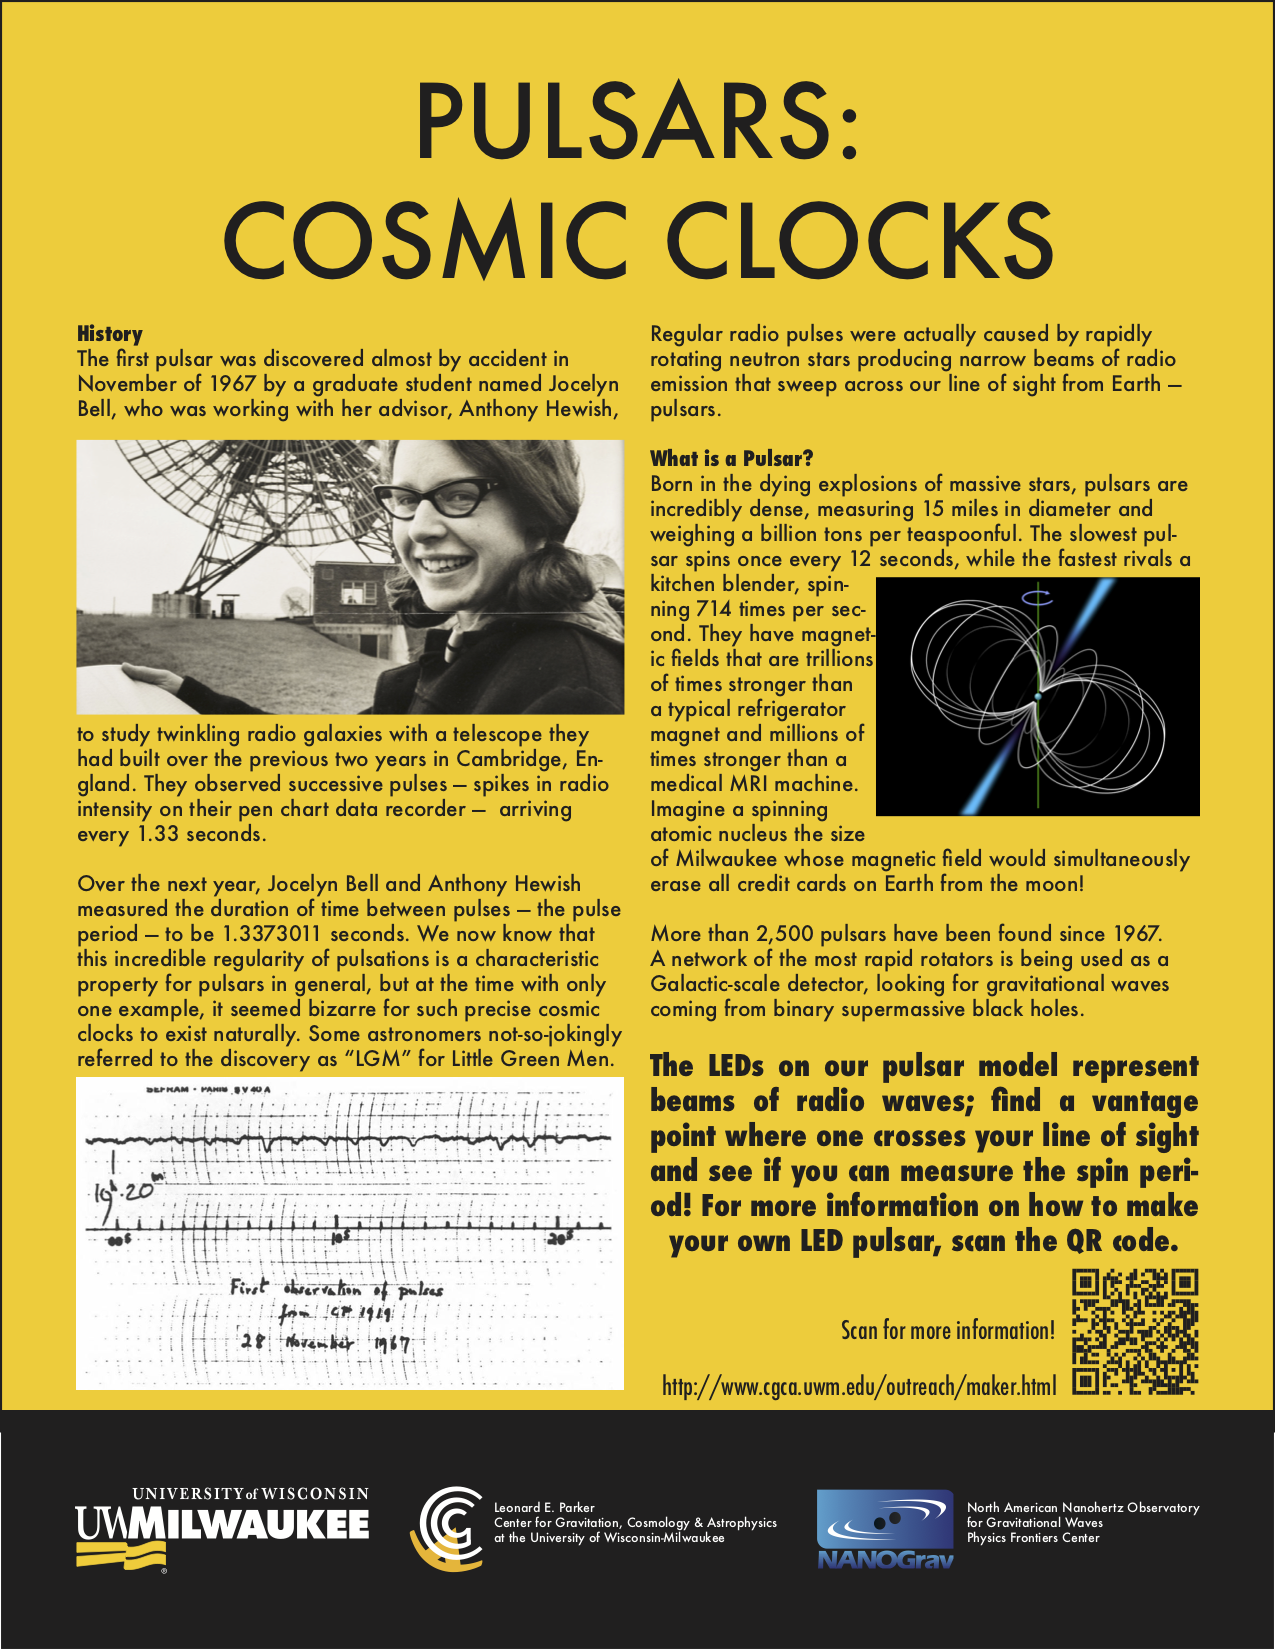 PULSARS:
COSMIC CLOCKS
History
The first pulsar was discovered almost by accident in
November of 1967 by a graduate student named Jocelyn
Bell, who was working with her advisor, Anthony Hewish,
to study twinkling radio galaxies with a telescope they
had built over the previous two years in Cambridge, En-
gland. They observed successive pulses — spikes in radio
intensity on their pen chart data recorder —  arriving
every 1.33 seconds.
Over the next year, Jocelyn Bell and Anthony Hewish
measured the duration of time between pulses — the pulse
period — to be 1.3373011 seconds. We now know that
this incredible regularity of pulsations is a characteristic
property for pulsars in general, but at the time with only
one example, it seemed bizarre for such precise cosmic
clocks to exist naturally. Some astronomers not-so-jokingly
referred to the discovery as “LGM” for Little Green Men.
SEFRAM - PARIS
19h.20m
00s
10s
20s
First observation of pulses
from CP 1919
28 November 1967
Regular radio pulses were actually caused by rapidly
rotating neutron stars producing narrow beams of radio
emission that sweep across our line of sight from Earth —
pulsars.
What is a Pulsar?
Born in the dying explosions of massive stars, pulsars are
incredibly dense, measuring 15 miles in diameter and
weighing a billion tons per teaspoonful. The slowest pul-
sar spins once every 12 seconds, while the fastest rivals a
kitchen blender, spin-
ning 714 times per sec-
ond. They have magnet-
ic fields that are trillions
of times stronger than
a typical refrigerator
magnet and millions of
times stronger than a
medical MRI machine.
Imagine a spinning
atomic nucleus the size
of Milwaukee whose magnetic field would simultaneously
erase all credit cards on Earth from the moon!
More than 2,500 pulsars have been found since 1967.
A network of the most rapid rotators is being used as a
Galactic-scale detector, looking for gravitational waves
coming from binary supermassive black holes.
The LEDs on our pulsar model represent
beams of radio waves; find a vantage
point where one crosses your line of sight
and see if you can measure the spin peri-
od! For more information on how to make
your own LED pulsar, scan the QR code.
Scan for more information!
http://www.cgca.uwm.edu/outreach/maker.html
UNIVERSITY of WISCONSIN
UWMILWAUKEE
®
Leonard E. Parker
Center for Gravitation, Cosmology & Astrophysics
at the University of Wisconsin-Milwaukee
NANOGrav
North American Nanohertz Observatory
for Gravitational Waves
Physics Frontiers Center